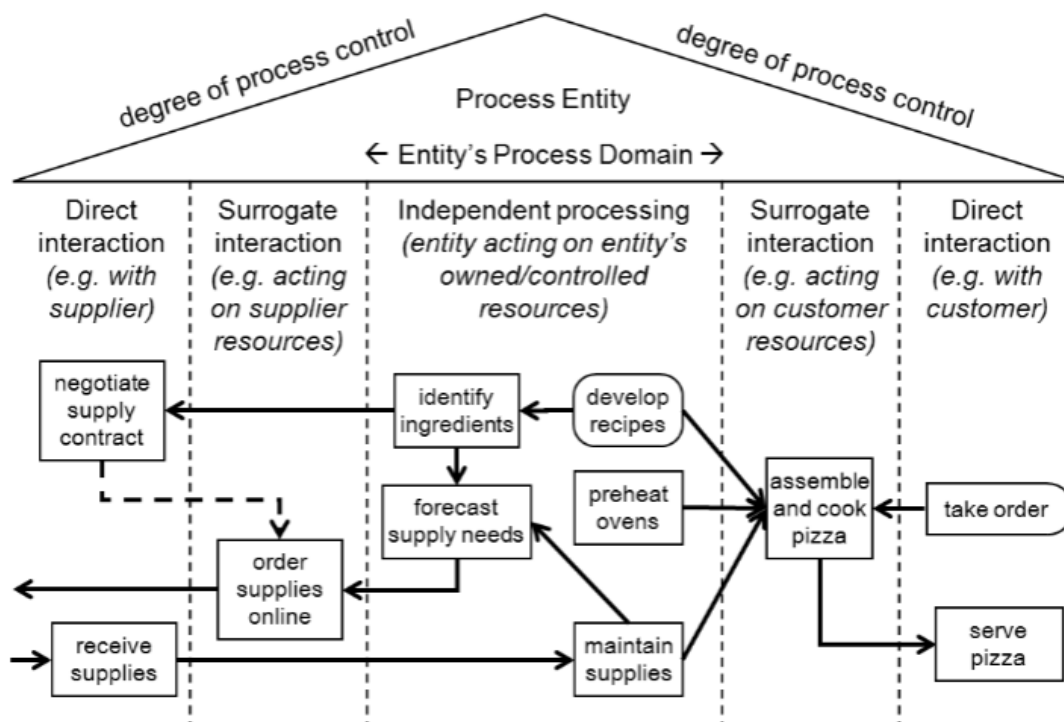 degree of process control
degree of process control
Process Entity
← Entity's Process Domain →
Direct
interaction
(e.g. with
supplier)
Surrogate
interaction
(e.g. acting
on supplier
resources)
Independent processing
(entity acting on entity's
owned/controlled
resources)
Surrogate
interaction
(e.g. acting
on customer
resources)
Direct
interaction
(e.g. with
customer)
negotiate
supply
contract
identify
ingredients
develop
recipes
forecast
supply needs
preheat
ovens
assemble
and cook
pizza
take order
order
supplies
online
receive
supplies
maintain
supplies
serve
pizza